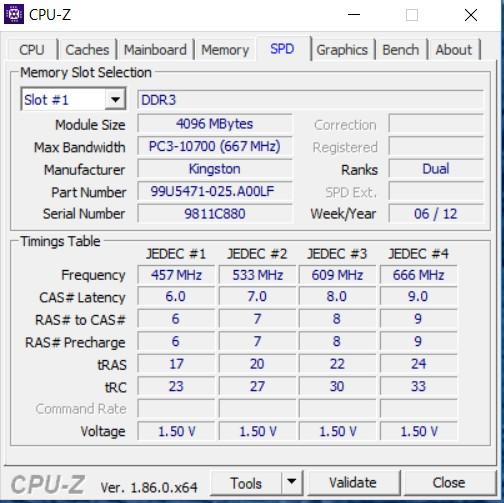 CPU-Z
CPU Caches Mainboard Memory SPD Graphics Bench About
Memory Slot Selection
Slot #1 DDR3
Module Size 4096 MBytes Correction
Max Bandwidth PC3-10700 (667 MHz) Registered
Manufacturer Kingston Ranks Dual
Part Number 99U5471-025.A00LF SPD Ext.
Serial Number 9811C880 Week/Year 06 / 12
Timings Table
JEDEC #1 JEDEC #2 JEDEC #3 JEDEC #4
Frequency 457 MHz 533 MHz 609 MHz 666 MHz
CAS# Latency 6.0 7.0 8.0 9.0
RAS# to CAS# 6 7 8 9
RAS# Precharge 6 7 8 9
tRAS 17 20 22 24
tRC 23 27 30 33
Command Rate
Voltage 1.50 V 1.50 V 1.50 V 1.50 V
CPU-Z Ver. 1.86.0.x64 Tools Validate Close